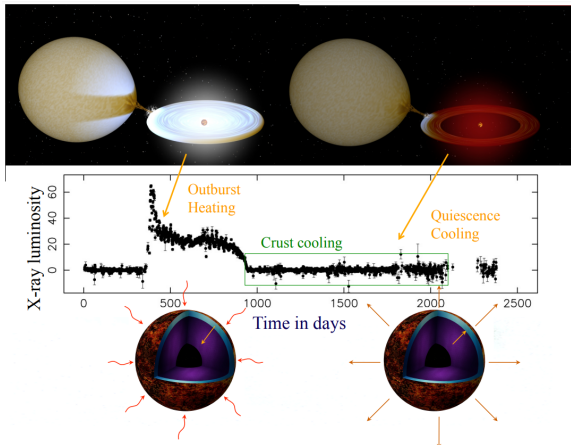 Outburst
Heating
Quiescence
Cooling
Crust cooling
X-ray luminosity
60
40
20
0
0
500
1000
1500
2000
2500
Time in days